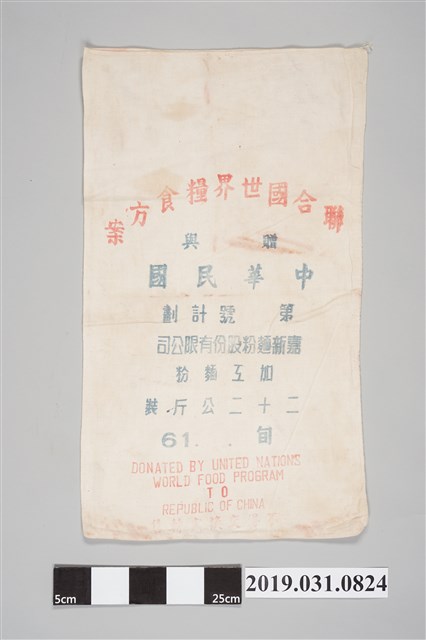 聯合國世界糧食方案
贈與
中華民國
第 號計劃
嘉新麵粉股份有限公司
加工麵粉
二十二公斤裝
61. . 旬
DONATED BY UNITED NATIONS
WORLD FOOD PROGRAM
TO
REPUBLIC OF CHINA
5cm
25cm
2019.031.0824